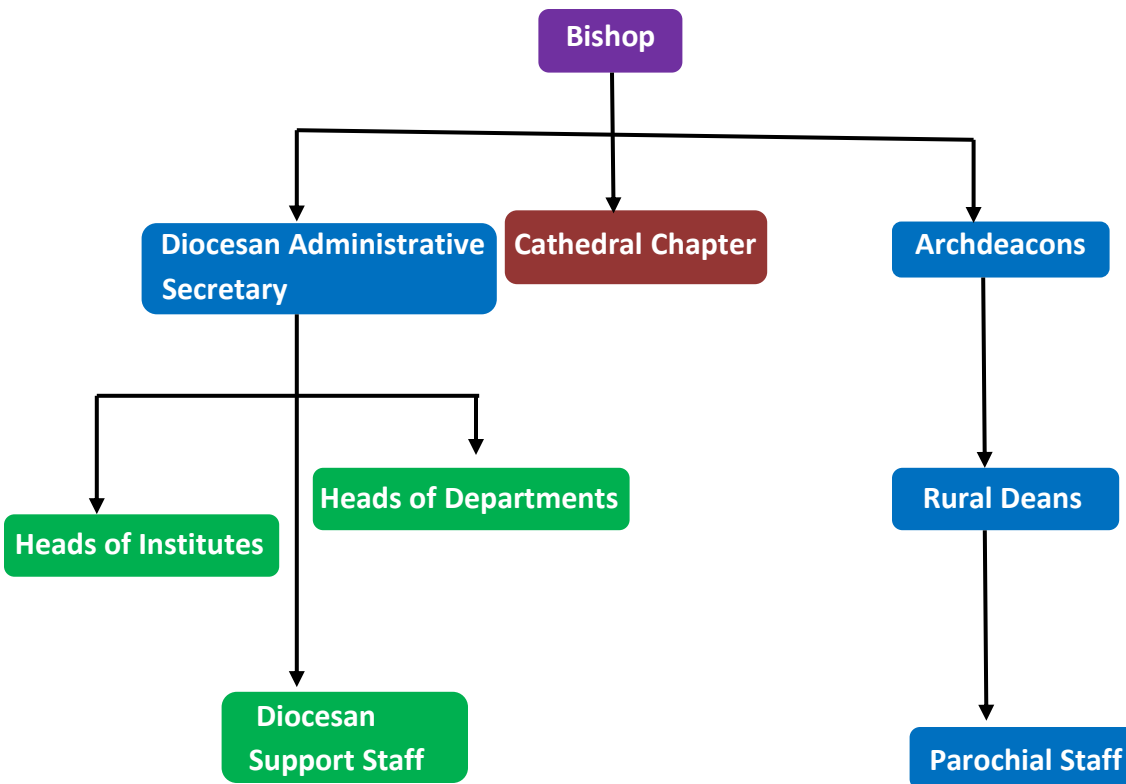 Bishop
Diocesan Administrative
Secretary
Cathedral Chapter
Archdeacons
Heads of Departments
Rural Deans
Heads of Institutes
Diocesan
Support Staff
Parochial Staff